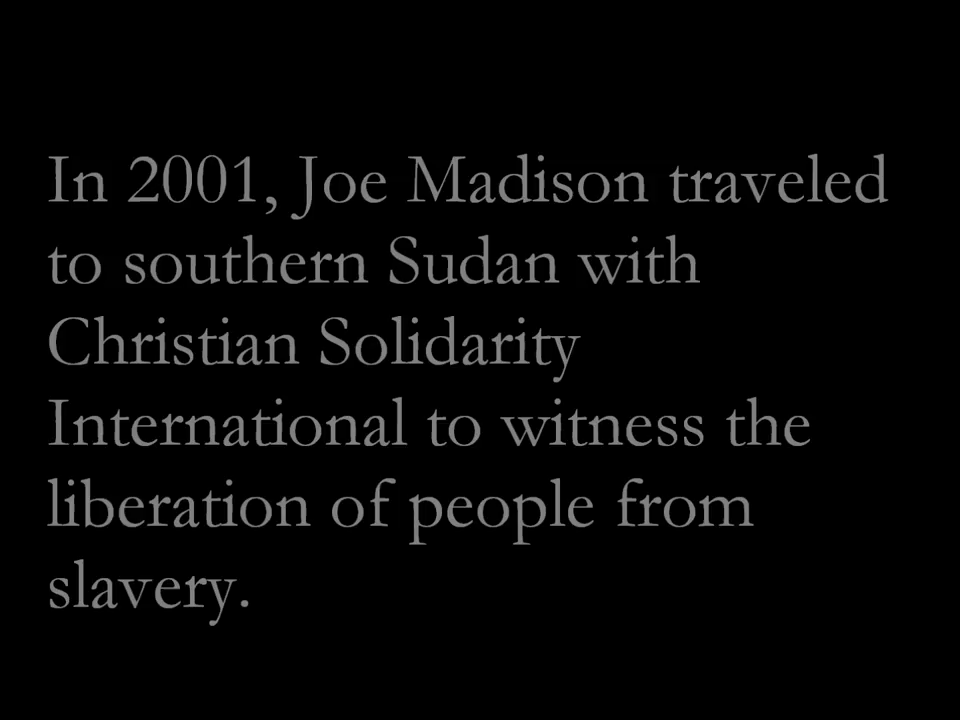 In 2001, Joe Madison traveled
to southern Sudan with
Christian Solidarity
International to witness the
liberation of people from
slavery.